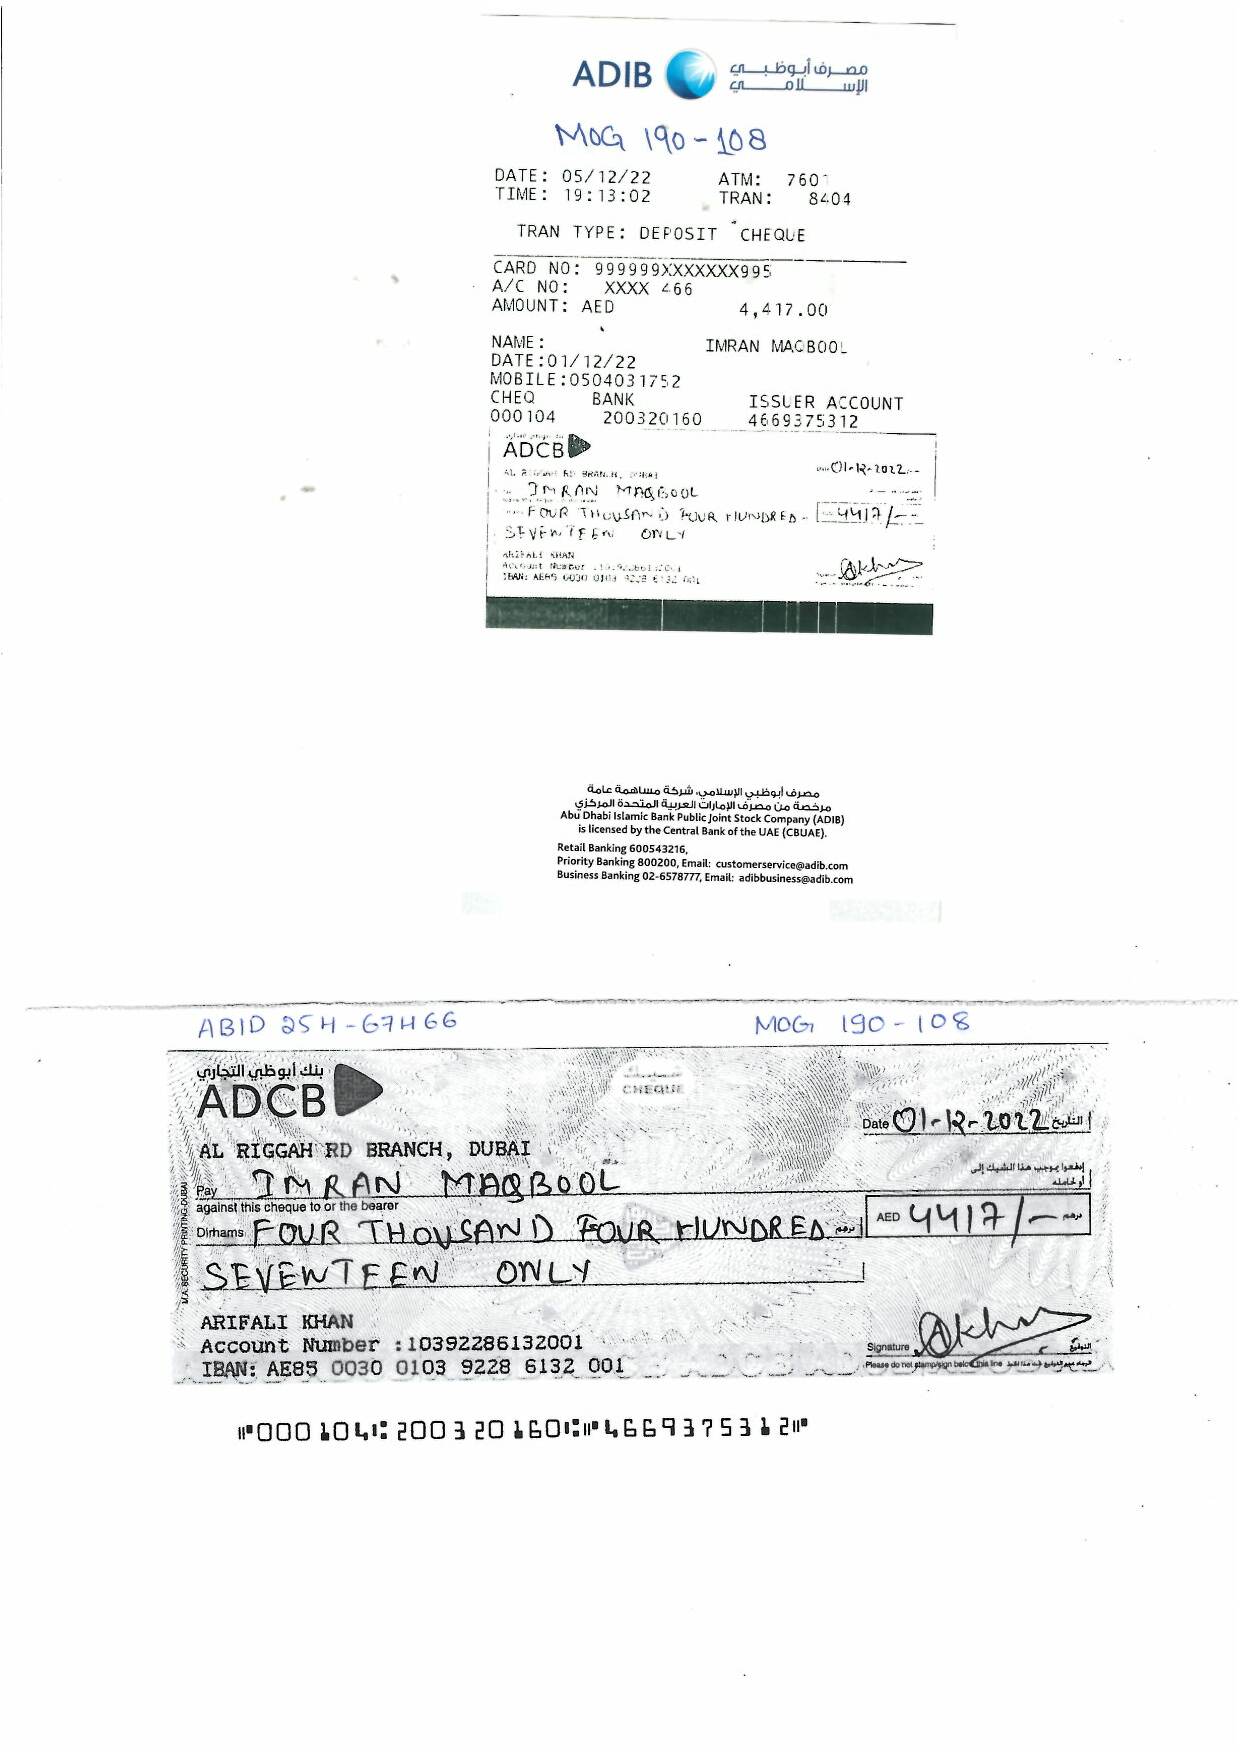 ADIB مصرف أبوظبي
الإسلامي
MOG 190-108
DATE: 05/12/22 ATM: 7601
TIME: 19:13:02 TRAN: 8404
TRAN TYPE: DEPOSIT CHEQUE
CARD NO: 999999XXXXXXX995
A/C NO: XXXX 466
AMOUNT: AED 4,417.00
NAME: IMRAN MAQBOOL
DATE:01/12/22
MOBILE:0504031752
CHEQ BANK ISSUER ACCOUNT
000104 200320160 4669375312
ADCB
AL RIGGAH RD BRANCH, DUBAI 01-12-2022
IMRAN MAQBOOL
FOUR THOUSAND FOUR HUNDRED 4417/-
SEVENTEEN ONLY
ARIFALI KHAN
Account Number
IBAN: AE85 0030 0103 9228 6132 001
مصرف أبوظبي الإسلامي، شركة مساهمة عامة
مرخصة من مصرف الإمارات العربية المتحدة المركزي
Abu Dhabi Islamic Bank Public Joint Stock Company (ADIB)
is licensed by the Central Bank of the UAE (CBUAE).
Retail Banking 600543216,
Priority Banking 800200, Email: customerservice@adib.com
Business Banking 02-6578777, Email: adibbusiness@adib.com
ABID 254-67466 MOG 190-108
بنك أبوظبي التجاري
ADCB
CHEQUE
Date 01-12-2022 التاريخ
AL RIGGAH RD BRANCH, DUBAI
إدفعوا بموجب هذا الشيك إلى
Pay IMRAN MAQBOOL أو لحامله
against this cheque to or the bearer
Dirhams FOUR THOUSAND FOUR HUNDRED درهم AED 4417/- درهم
SEVENTEEN ONLY
ARIFALI KHAN
Account Number :10392286132001
Signature Akhan التوقيع
IBAN: AE85 0030 0103 9228 6132 001
Please do not stamp/sign below this line
⑈000104⑆200320160⑆⑈4669375312⑈